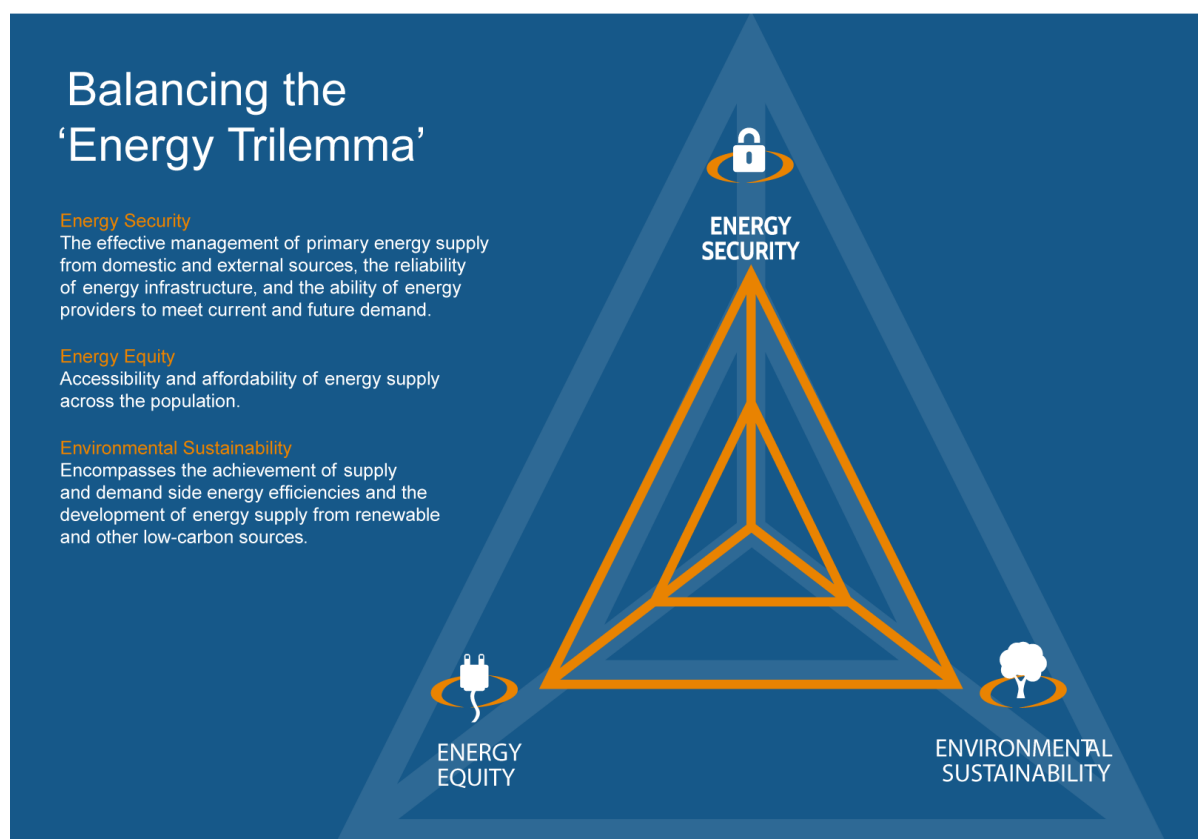 Balancing the
‘Energy Trilemma’
Energy Security
The effective management of primary energy supply
from domestic and external sources, the reliability
of energy infrastructure, and the ability of energy
providers to meet current and future demand.
Energy Equity
Accessibility and affordability of energy supply
across the population.
Environmental Sustainability
Encompasses the achievement of supply
and demand side energy efficiencies and the
development of energy supply from renewable
and other low-carbon sources.
ENERGY
SECURITY
ENERGY
EQUITY
ENVIRONMENTAL
SUSTAINABILITY